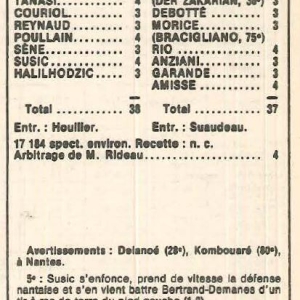 TANASI 4 (DER ZAKARIAN, 36e) 3
COURIOL 3 DEBOTTÉ 3
REYNAUD 3 MORICE 3
POULLAIN 4 (BRACIGLIANO, 75e)
SÈNE 3 RIO 4
SUSIC 4 ANZIANI 3
HALILHODZIC 3 GARANDE 3
AMISSE 4
Total 38 Total 37
Entr. : Houllier. Entr. : Suaudeau.
17 184 spect. environ. Recette : n. c.
Arbitrage de M. Rideau 4
Avertissements : Delanoé (28e), Kombouaré (80e),
à Nantes.
5e : Susic s'enfonce, prend de vitesse la défense
nantaise et s'en vient battre Bertrand-Demanes d'un